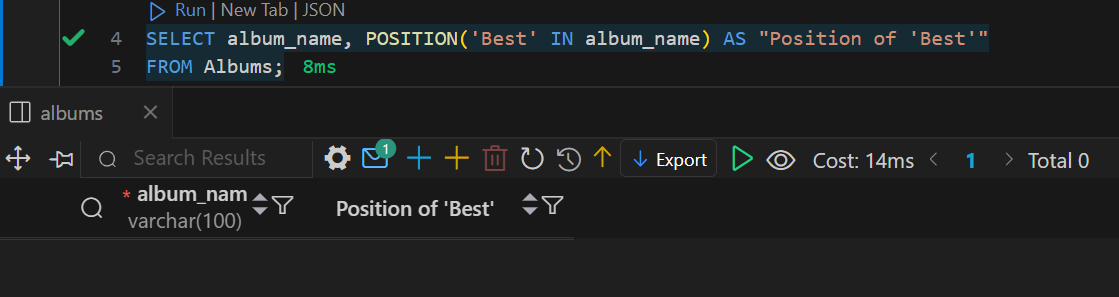 Run | New Tab | JSON
4 SELECT album_name, POSITION('Best' IN album_name) AS "Position of 'Best'"
5 FROM Albums; 8ms
albums
Search Results 1 Export Cost: 14ms 1 Total 0
* album_nam Position of 'Best'
varchar(100)